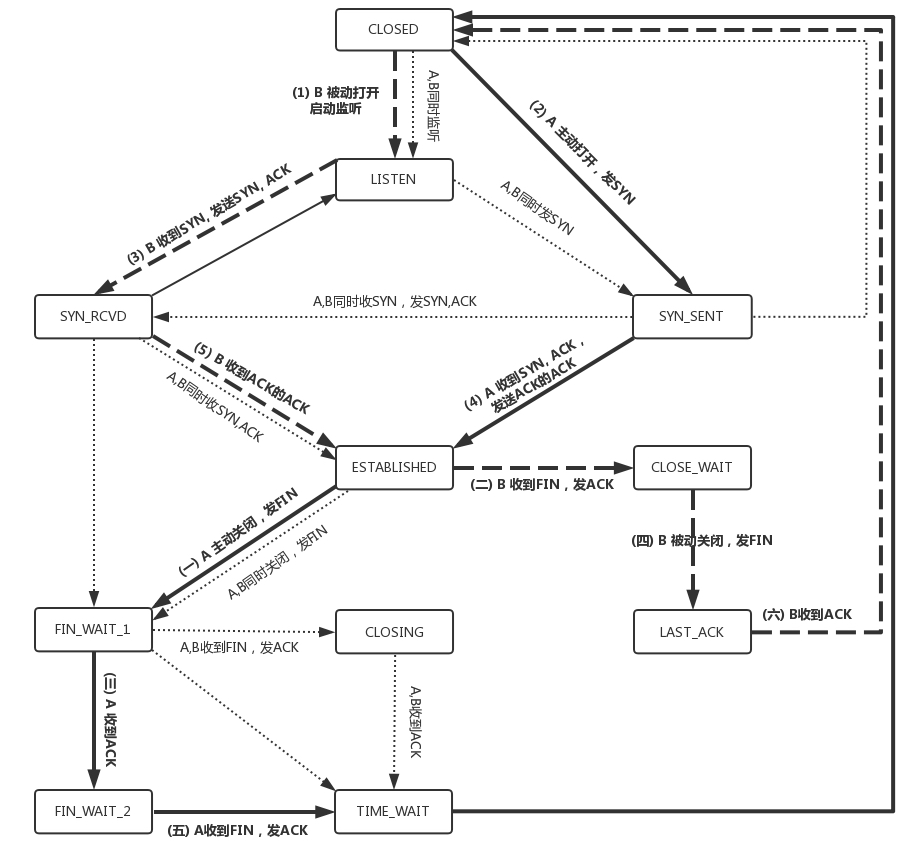 CLOSED
(1) B 被动打开
启动监听
A,B同时监听
(2) A 主动打开，发SYN
LISTEN
A,B同时发SYN
(3) B 收到SYN, 发送SYN, ACK
SYN_RCVD
A,B同时收SYN，发SYN,ACK
SYN_SENT
(5) B 收到ACK的ACK
A,B同时收SYN,ACK
(4) A 收到SYN, ACK，
发送ACK的ACK
ESTABLISHED
CLOSE_WAIT
(二) B 收到FIN，发ACK
(一) A 主动关闭，发FIN
A,B同时关闭，发FIN
(四) B 被动关闭，发FIN
FIN_WAIT_1
CLOSING
LAST_ACK
(六) B收到ACK
A,B收到FIN，发ACK
(三) A 收到ACK
A,B收到ACK
FIN_WAIT_2
TIME_WAIT
(五) A收到FIN，发ACK